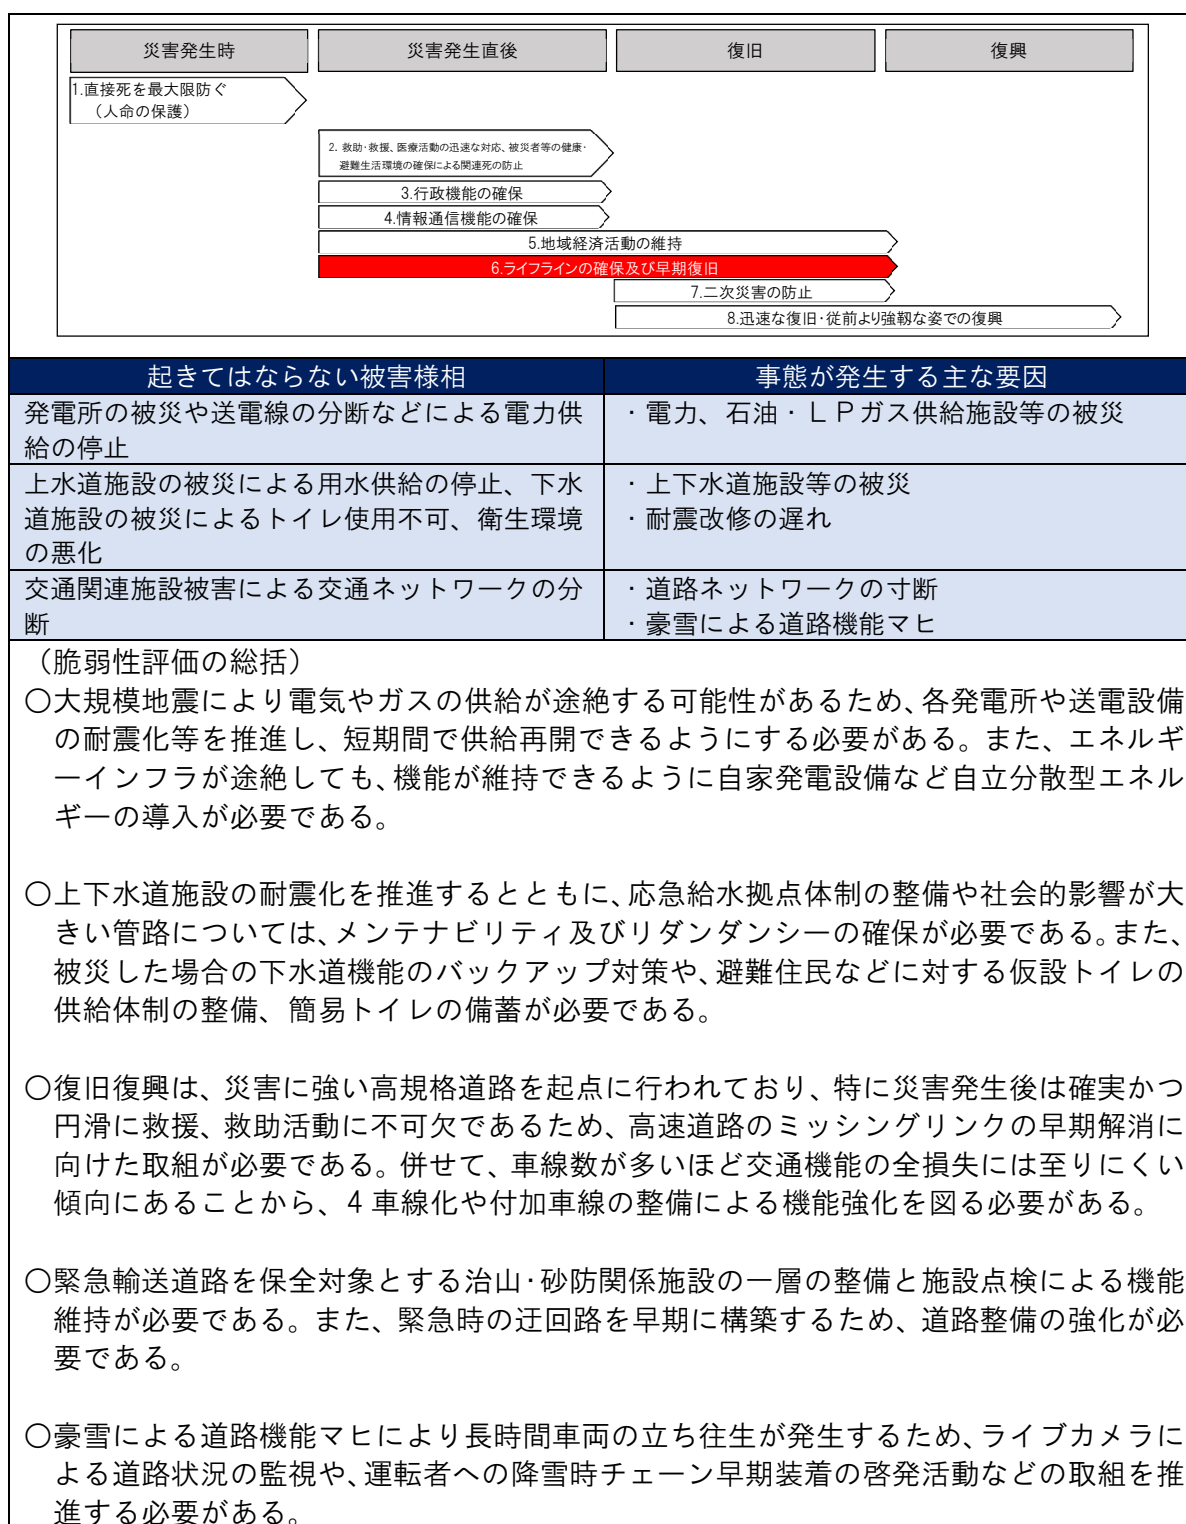 災害発生時
災害発生直後
復旧
復興
1.直接死を最大限防ぐ
（人命の保護）
2. 救助・救援、医療活動の迅速な対応、被災者等の健康・
避難生活環境の確保による関連死の防止
3.行政機能の確保
4.情報通信機能の確保
5.地域経済活動の維持
6.ライフラインの確保及び早期復旧
7.二次災害の防止
8.迅速な復旧・従前より強靱な姿での復興
起きてはならない被害様相
事態が発生する主な要因
発電所の被災や送電線の分断などによる電力供
給の停止
・電力、石油・ＬＰガス供給施設等の被災
上水道施設の被災による用水供給の停止、下水
道施設の被災によるトイレ使用不可、衛生環境
の悪化
・上下水道施設等の被災
・耐震改修の遅れ
交通関連施設被害による交通ネットワークの分
断
・道路ネットワークの寸断
・豪雪による道路機能マヒ
（脆弱性評価の総括）
〇大規模地震により電気やガスの供給が途絶する可能性があるため、各発電所や送電設備
の耐震化等を推進し、短期間で供給再開できるようにする必要がある。また、エネルギ
ーインフラが途絶しても、機能が維持できるように自家発電設備など自立分散型エネル
ギーの導入が必要である。
〇上下水道施設の耐震化を推進するとともに、応急給水拠点体制の整備や社会的影響が大
きい管路については、メンテナビリティ及びリダンダンシーの確保が必要である。また、
被災した場合の下水道機能のバックアップ対策や、避難住民などに対する仮設トイレの
供給体制の整備、簡易トイレの備蓄が必要である。
〇復旧復興は、災害に強い高規格道路を起点に行われており、特に災害発生後は確実かつ
円滑に救援、救助活動に不可欠であるため、高速道路のミッシングリンクの早期解消に
向けた取組が必要である。併せて、車線数が多いほど交通機能の全損失には至りにくい
傾向にあることから、4 車線化や付加車線の整備による機能強化を図る必要がある。
〇緊急輸送道路を保全対象とする治山・砂防関係施設の一層の整備と施設点検による機能
維持が必要である。また、緊急時の迂回路を早期に構築するため、道路整備の強化が必
要である。
〇豪雪による道路機能マヒにより長時間車両の立ち往生が発生するため、ライブカメラに
よる道路状況の監視や、運転者への降雪時チェーン早期装着の啓発活動などの取組を推
進する必要がある。